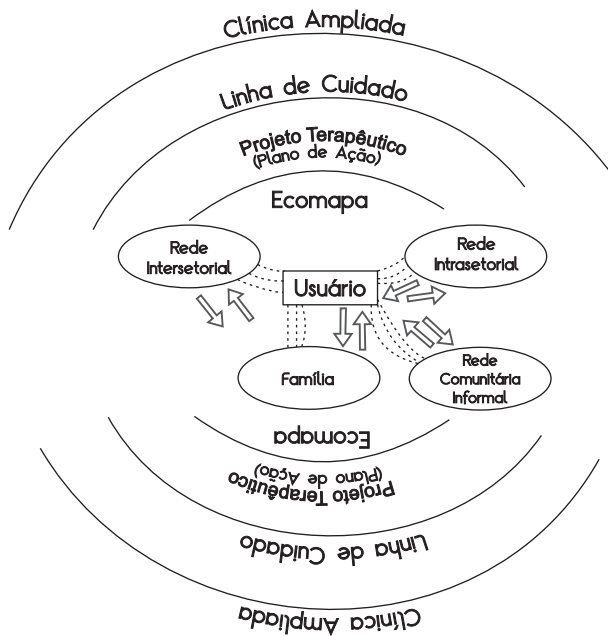 Clínica Ampliada
Linha de Cuidado
Projeto Terapêutico
(Plano de Ação)
Ecomapa
Rede
Intersetorial
Rede
Intrasetorial
Usuário
Família
Rede
Comunitária
Informal
Ecomapa
(Plano de Ação)
Projeto Terapêutico
Linha de Cuidado
Clínica Ampliada